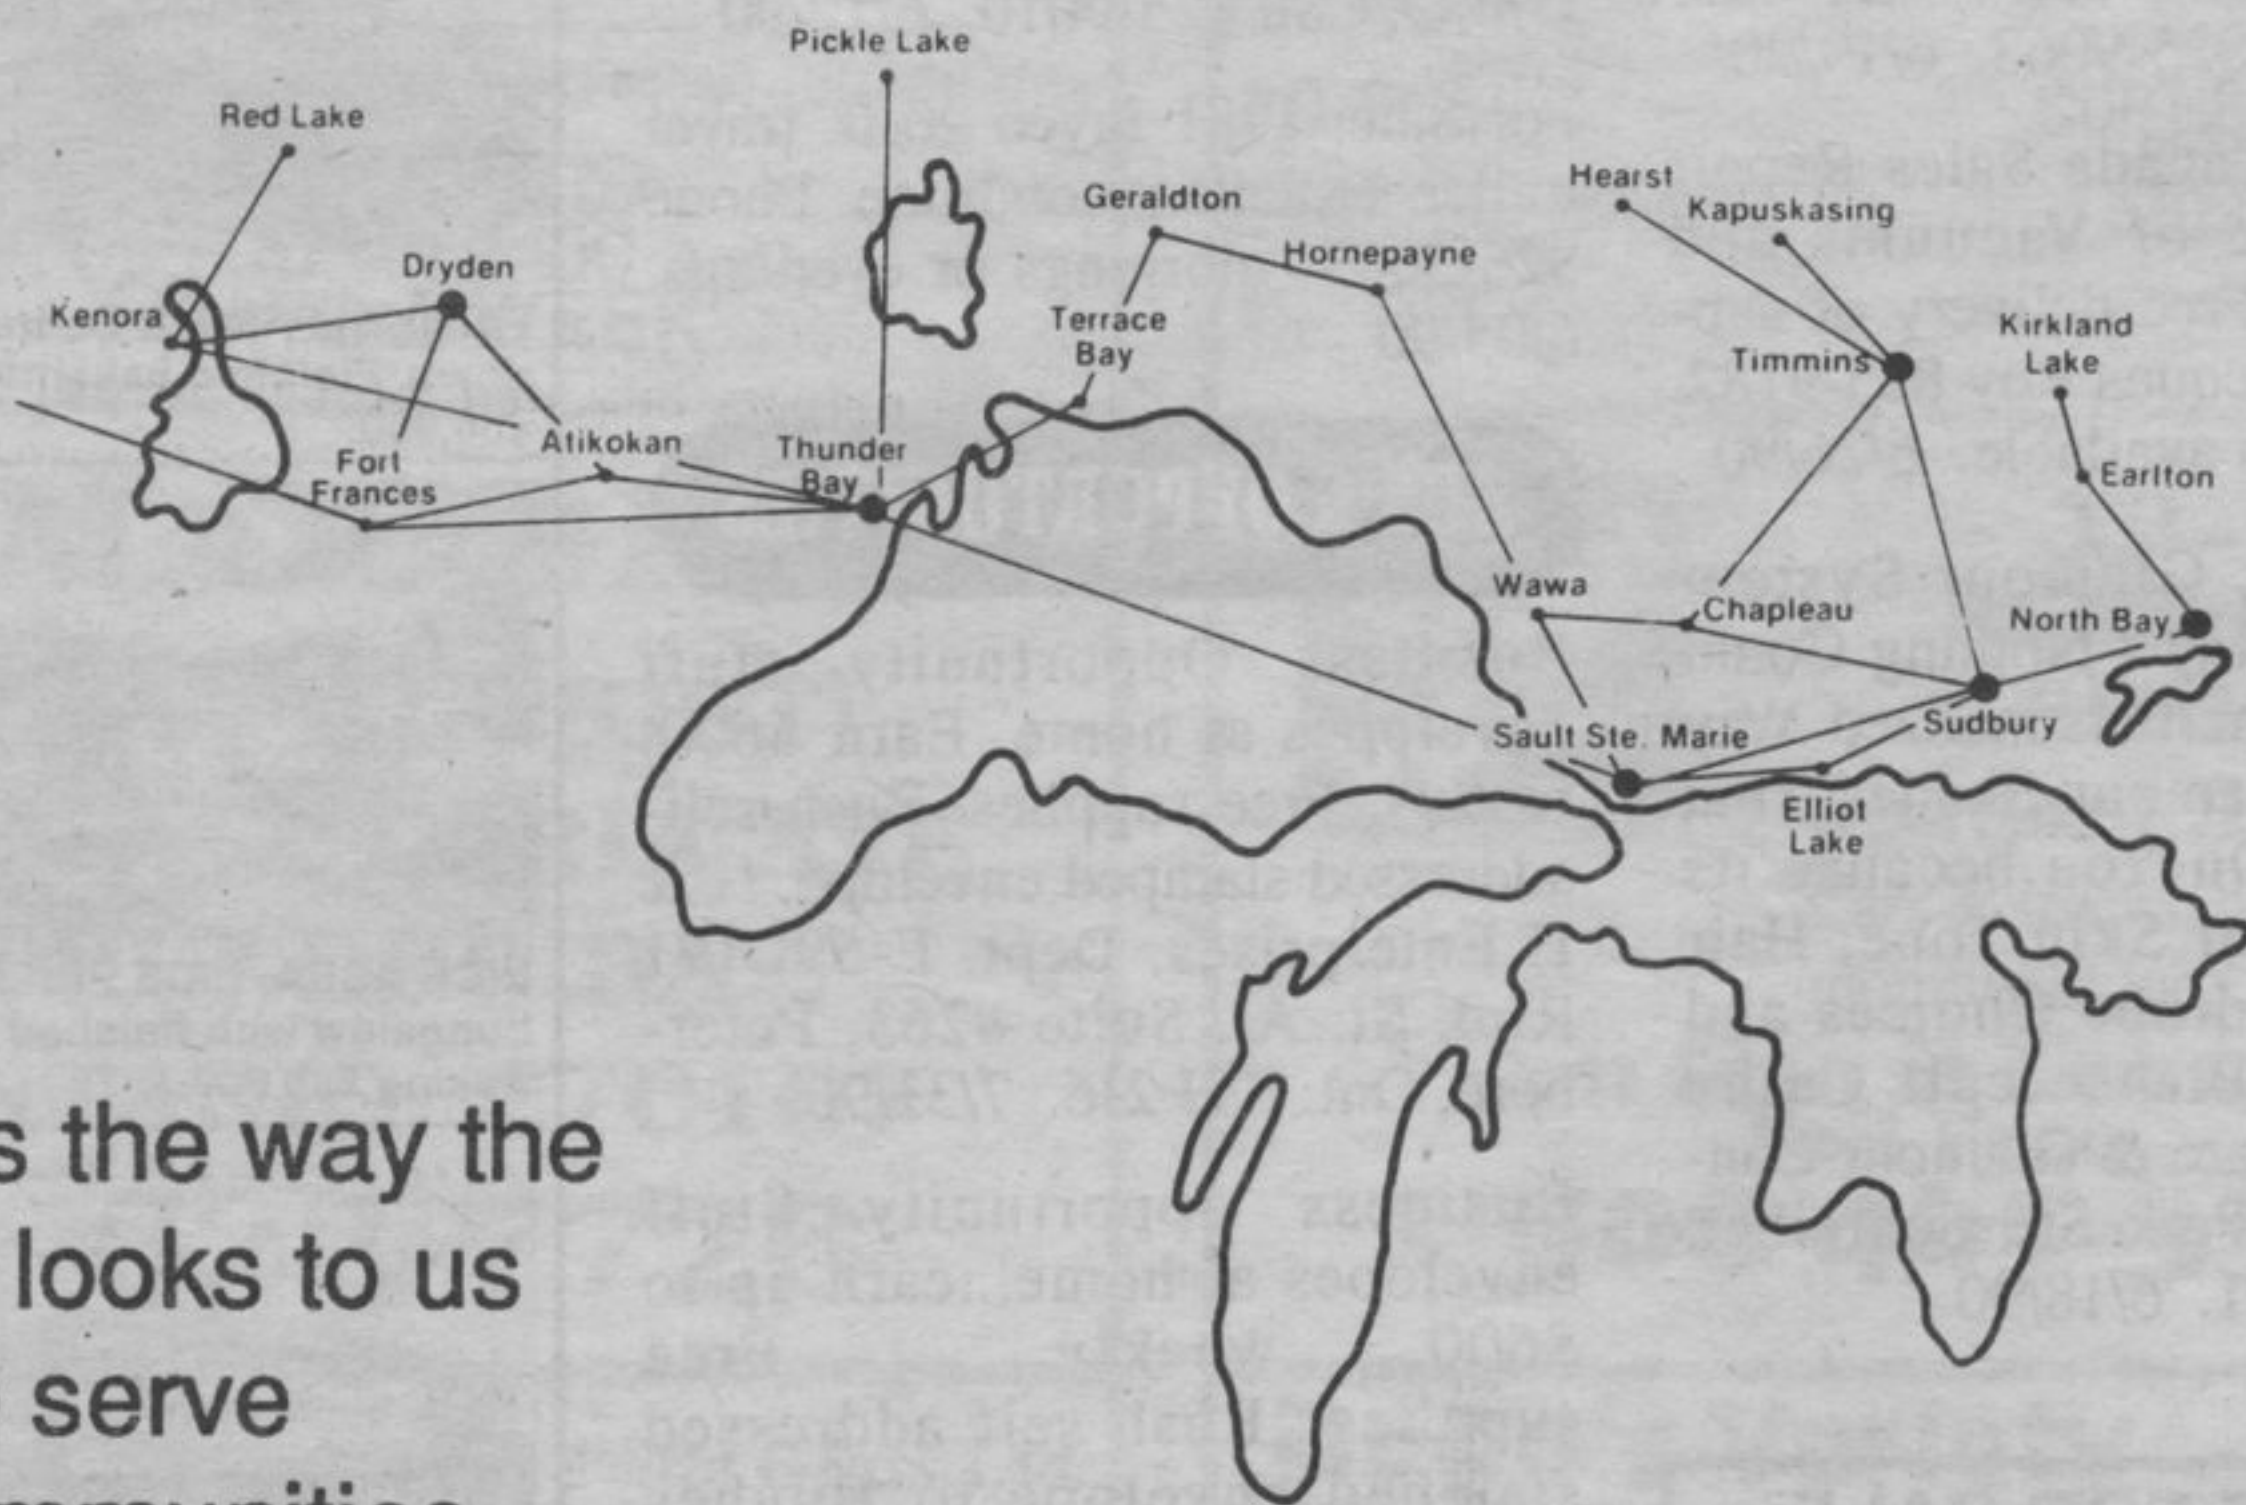 Pickle Lake
Red Lake
Hearst
Geraldton
Kapuskasing
Hornepayne
Dryden
Kenora
Terrace
Bay
Kirkland
Lake
Timmins
Atikokan
Thunder
Bay
Fort
Frances
Earlton
Wawa
Chapleau
North Bay
Sault Ste. Marie
Sudbury
Elliot
Lake
s the way the
looks to us
serve